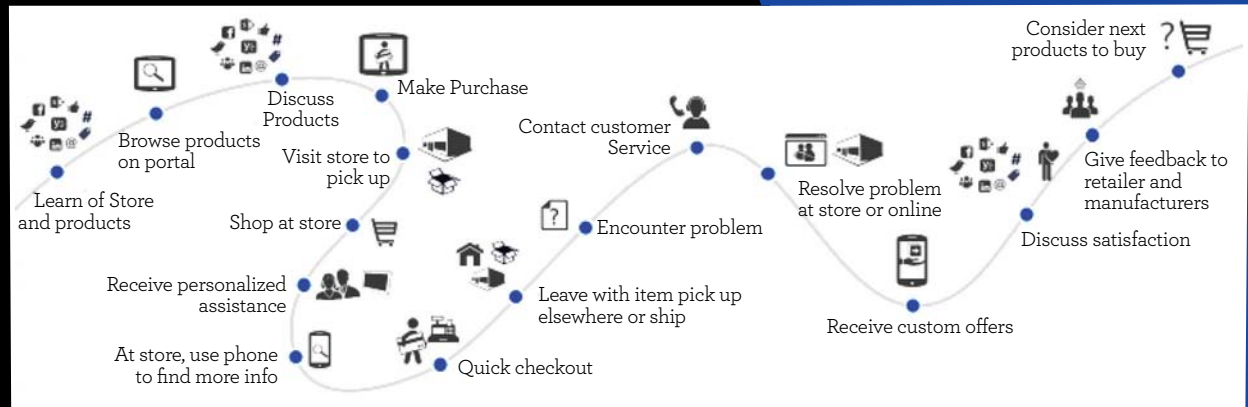 Learn of Store
and products
Browse products
on portal
Discuss
Products
Make Purchase
Visit store to
pick up
Shop at store
Receive personalized
assistance
At store, use phone
to find more info
Quick checkout
Leave with item pick up
elsewhere or ship
Encounter problem
Contact customer
Service
Resolve problem
at store or online
Receive custom offers
Discuss satisfaction
Give feedback to
retailer and
manufacturers
Consider next
products to buy